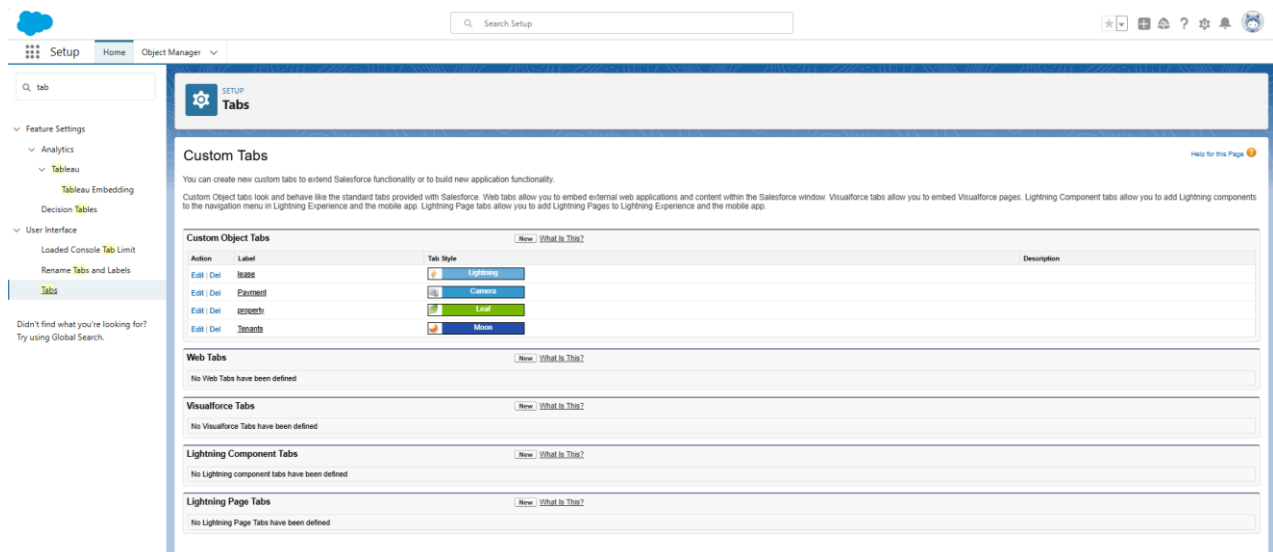 Search Setup
Setup Home Object Manager
tab
SETUP
Tabs
Feature Settings
Analytics
Tableau
Tableau Embedding
Decision Tables
User Interface
Loaded Console Tab Limit
Rename Tabs and Labels
Tabs
Didn't find what you're looking for?
Try using Global Search.
Custom Tabs
Help for this Page
You can create new custom tabs to extend Salesforce functionality or to build new application functionality.
Custom Object tabs look and behave like the standard tabs provided with Salesforce. Web tabs allow you to embed external web applications and content within the Salesforce window. Visualforce tabs allow you to embed Visualforce pages. Lightning Component tabs allow you to add Lightning components
to the navigation menu in Lightning Experience and the mobile app. Lightning Page tabs allow you to add Lightning Pages to Lightning Experience and the mobile app.
Custom Object Tabs New What Is This?
Action Label Tab Style Description
Edit | Del lease Lightning
Edit | Del Payment Camera
Edit | Del property Leaf
Edit | Del Tenants Moon
Web Tabs New What Is This?
No Web Tabs have been defined
Visualforce Tabs New What Is This?
No Visualforce Tabs have been defined
Lightning Component Tabs New What Is This?
No Lightning component tabs have been defined
Lightning Page Tabs New What Is This?
No Lightning Page Tabs have been defined